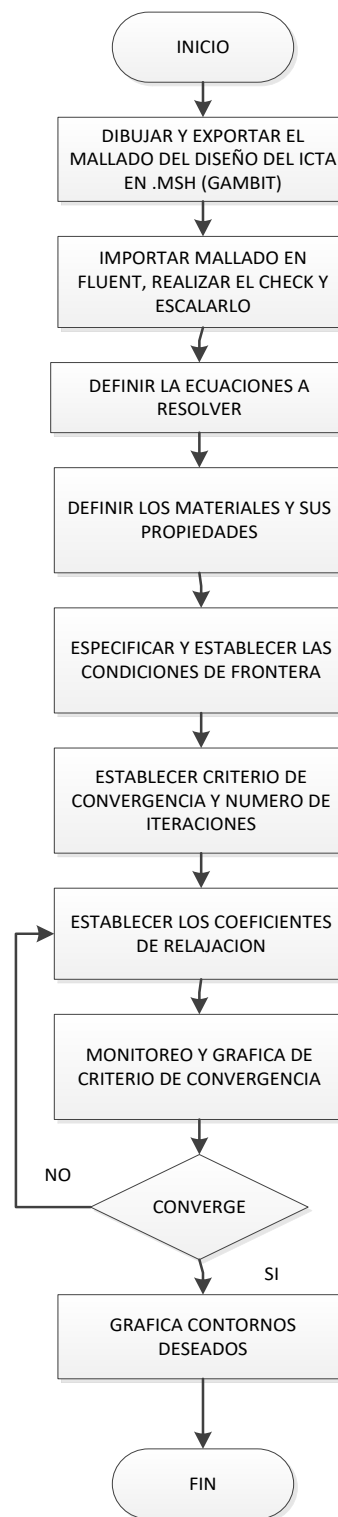 INICIO
DIBUJAR Y EXPORTAR EL
MALLADO DEL DISEÑO DEL ICTA
EN .MSH (GAMBIT)
IMPORTAR MALLADO EN
FLUENT, REALIZAR EL CHECK Y
ESCALARLO
DEFINIR LA ECUACIONES A
RESOLVER
DEFINIR LOS MATERIALES Y SUS
PROPIEDADES
ESPECIFICAR Y ESTABLECER LAS
CONDICIONES DE FRONTERA
ESTABLECER CRITERIO DE
CONVERGENCIA Y NUMERO DE
ITERACIONES
ESTABLECER LOS COEFICIENTES
DE RELAJACION
MONITOREO Y GRAFICA DE
CRITERIO DE CONVERGENCIA
NO
CONVERGE
SI
GRAFICA CONTORNOS
DESEADOS
FIN